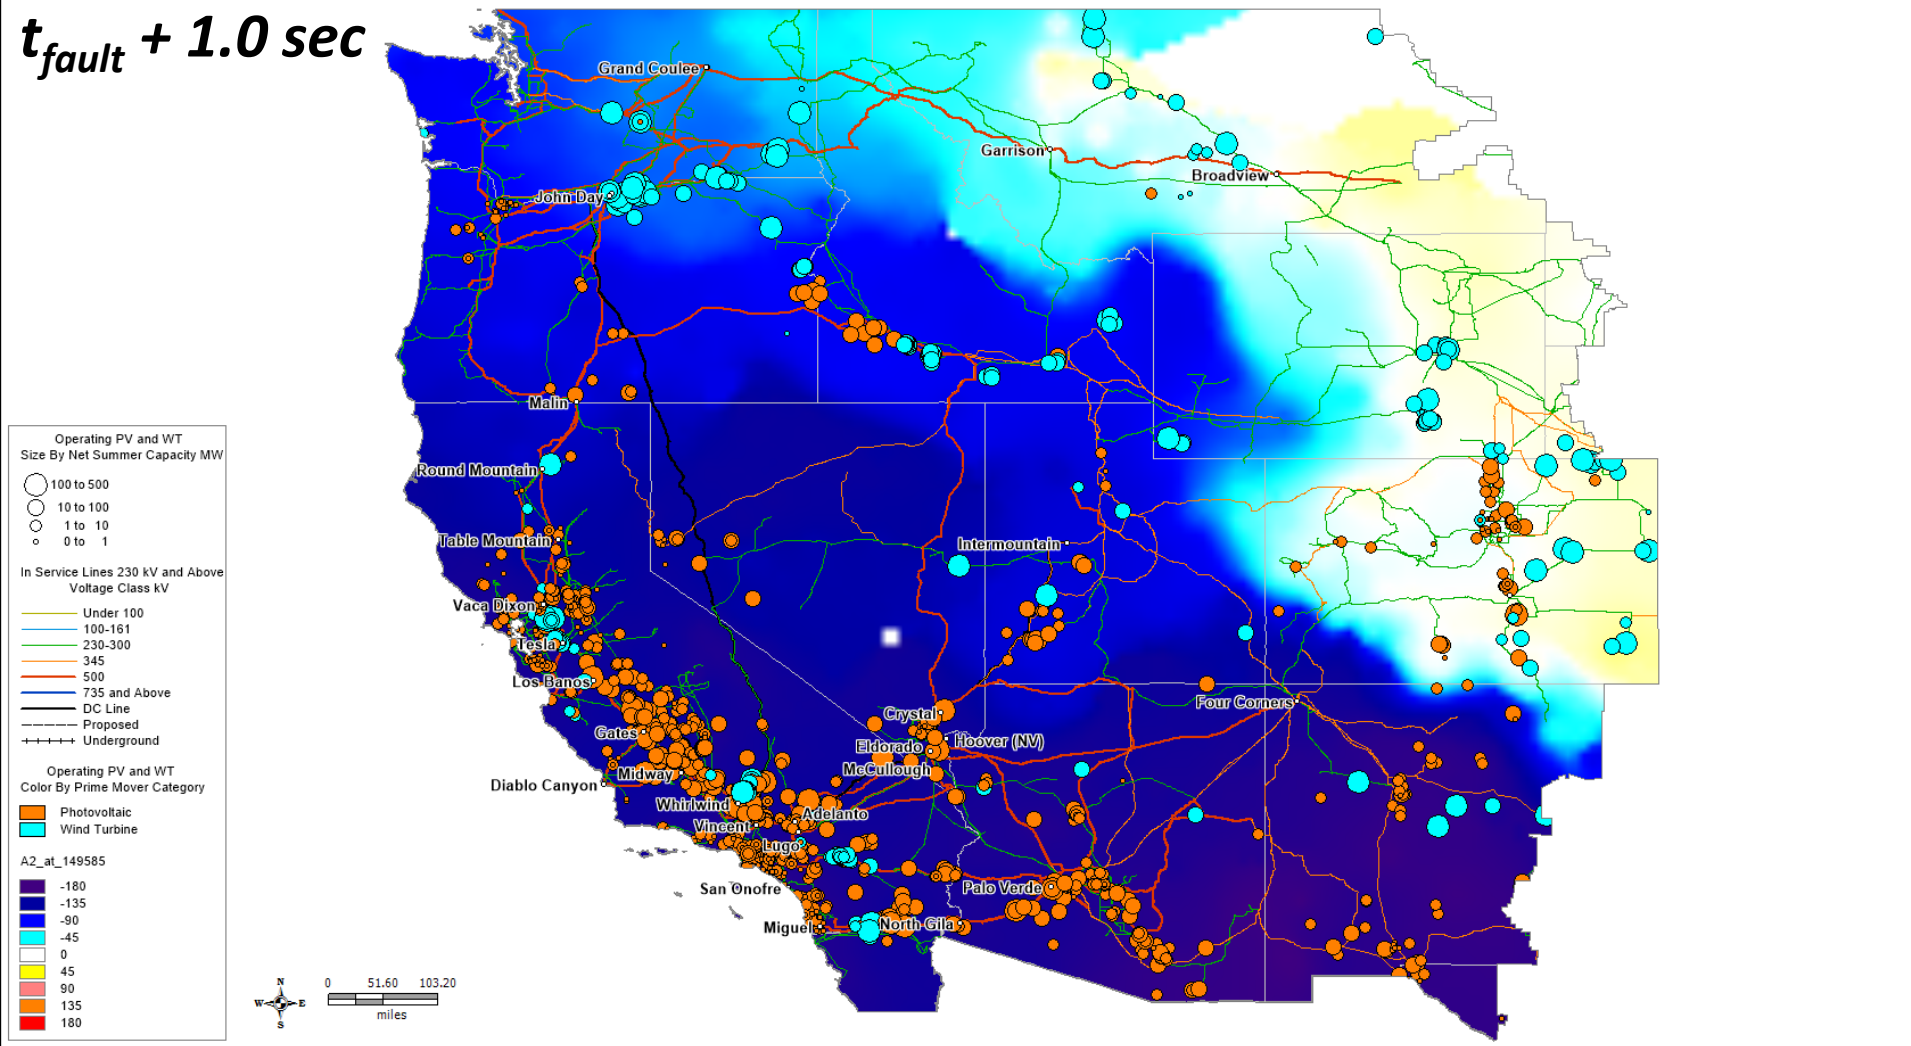 t_fault + 1.0 sec
Grand Coulee
Garrison
Broadview
John Day
Malin
Round Mountain
Table Mountain
Intermountain
Vaca Dixon
Tesla
Los Banos
Four Corners
Crystal
Gates
Hoover (NV)
Eldorado
McCullough
Midway
Diablo Canyon
Whirlwind
Adelanto
Vincent
Lugo
San Onofre
Palo Verde
Miguel
North Gila
Operating PV and WT
Size By Net Summer Capacity MW
100 to 500
10 to 100
1 to 10
0 to 1
In Service Lines 230 kV and Above
Voltage Class kV
Under 100
100-161
230-300
345
500
735 and Above
DC Line
Proposed
Underground
Operating PV and WT
Color By Prime Mover Category
Photovoltaic
Wind Turbine
A2_at_149585
-180
-135
-90
-45
0
45
90
135
180
N
W E
S
0 51.60 103.20
miles